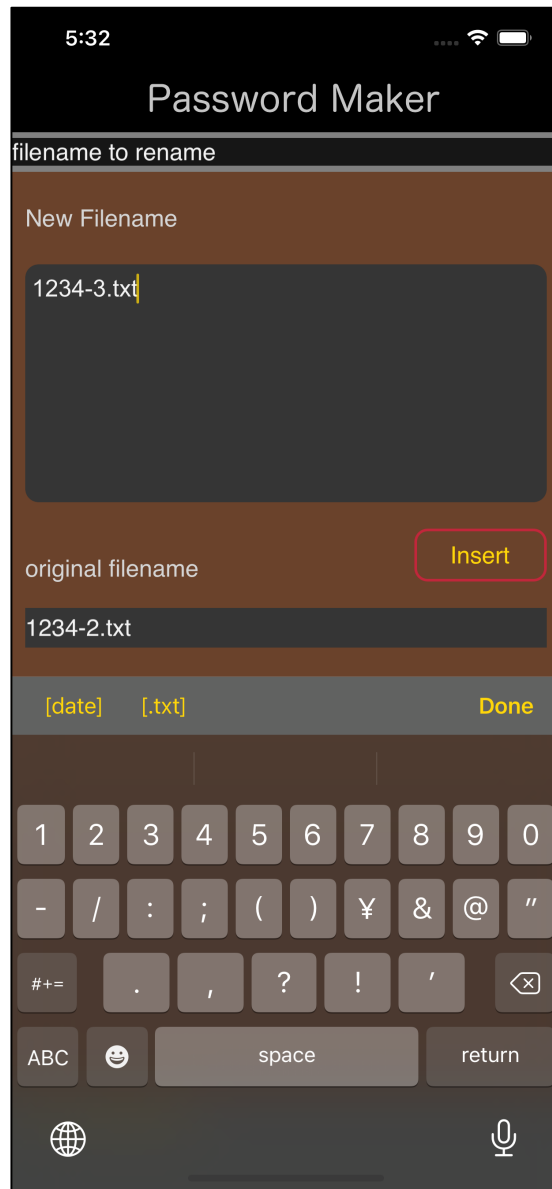 5:32
Password Maker
filename to rename
New Filename
1234-3.txt
Insert
original filename
1234-2.txt
[date] [.txt] Done
1 2 3 4 5 6 7 8 9 0
- / : ; ( ) ¥ & @ "
#+= . , ? ! '
ABC space return